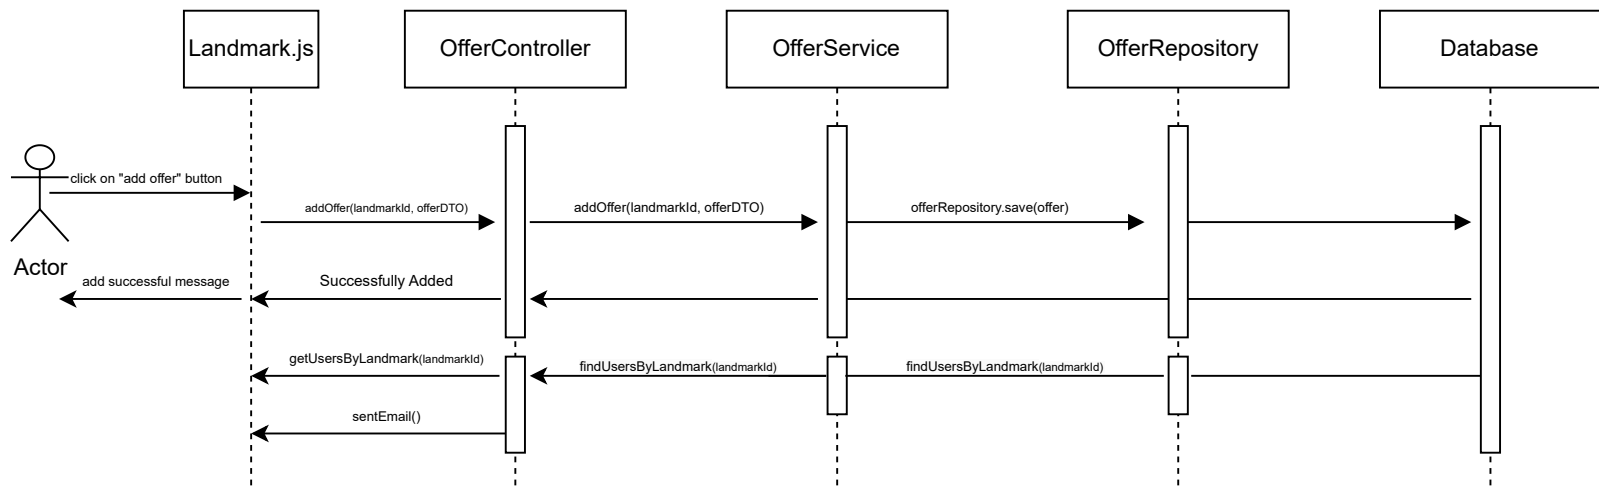 Landmark.js
OfferController
OfferService
OfferRepository
Database
click on "add offer" button
addOffer(landmarkId, offerDTO)
addOffer(landmarkId, offerDTO)
offerRepository.save(offer)
Actor
add successful message
Successfully Added
getUsersByLandmark(landmarkId)
findUsersByLandmark(landmarkId)
findUsersByLandmark(landmarkId)
sentEmail()